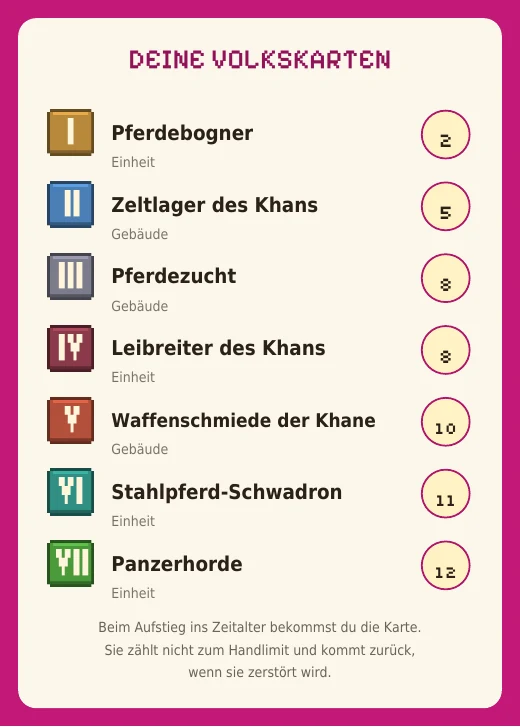 DEINE VOLKSKARTEN
I
Pferdebogner
2
Einheit
II
Zeltlager des Khans
5
Gebäude
III
Pferdezucht
8
Gebäude
IV
Leibreiter des Khans
8
Einheit
V
Waffenschmiede der Khane
10
Gebäude
VI
Stahlpferd-Schwadron
11
Einheit
VII
Panzerhorde
12
Einheit
Beim Aufstieg ins Zeitalter bekommst du die Karte.
Sie zählt nicht zum Handlimit und kommt zurück,
wenn sie zerstört wird.